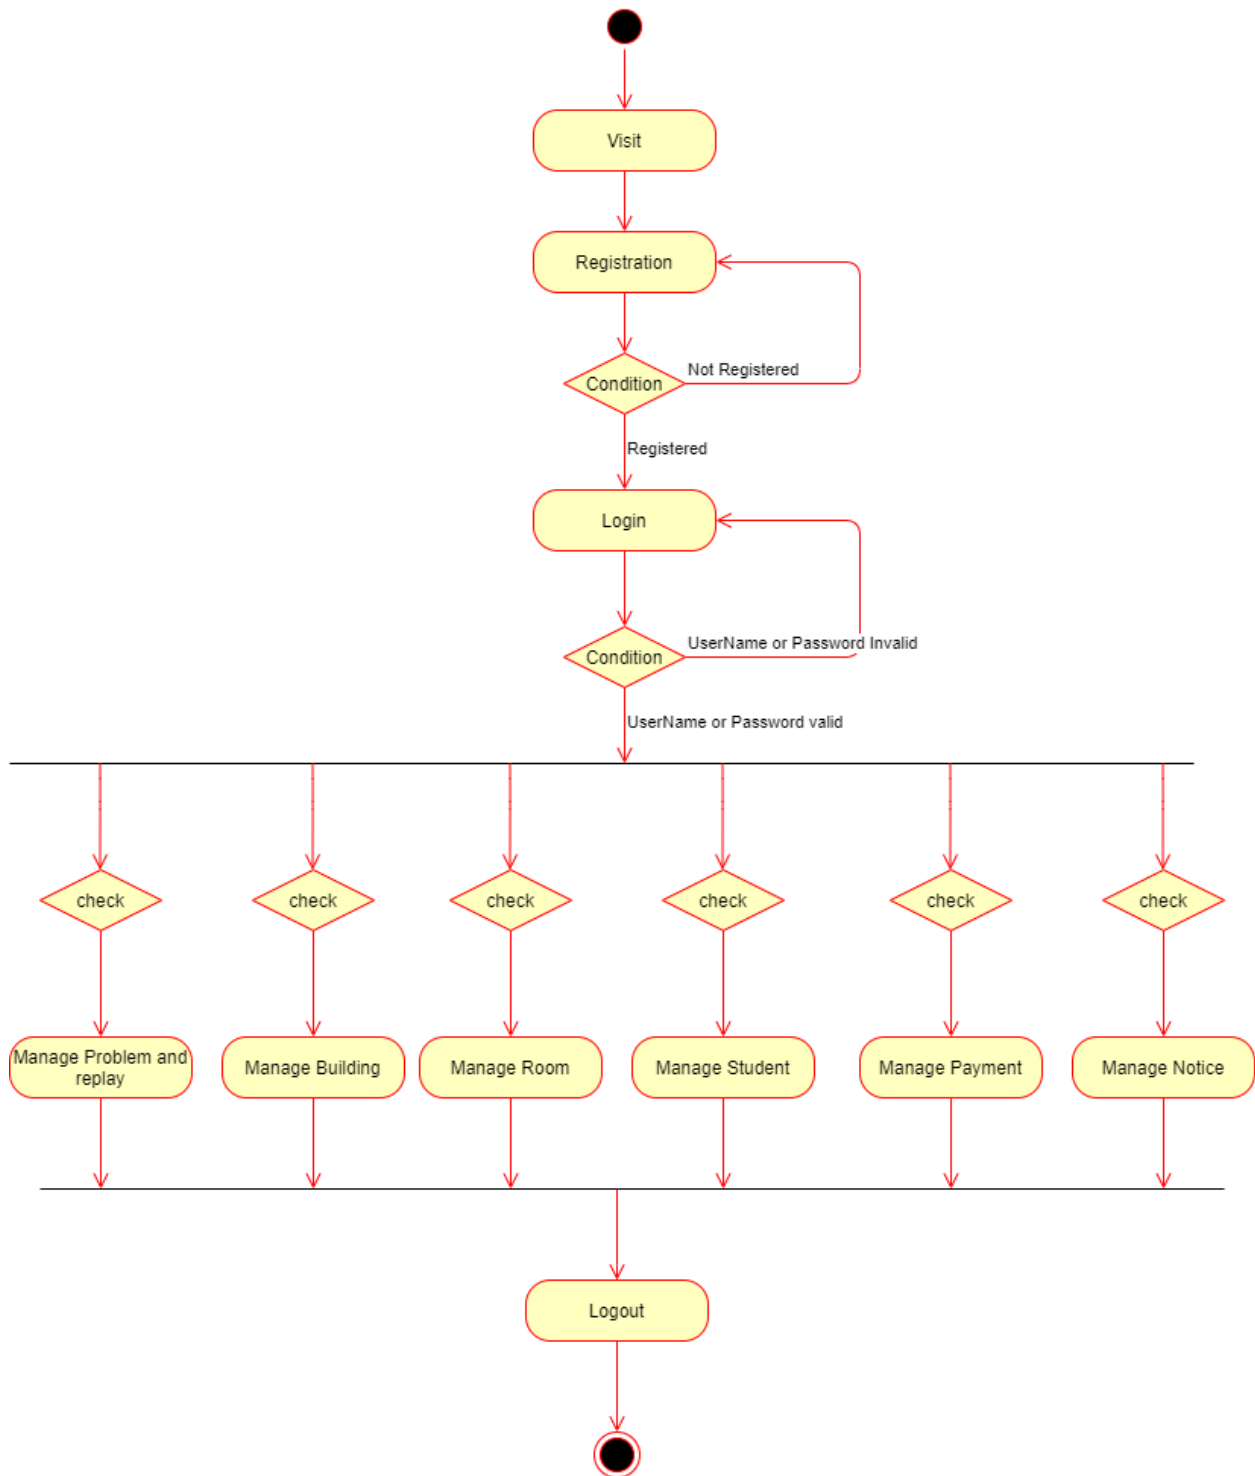 Visit
Registration
Condition
Not Registered
Registered
Login
Condition
UserName or Password Invalid
UserName or Password valid
check
check
check
check
check
check
Manage Problem and
replay
Manage Building
Manage Room
Manage Student
Manage Payment
Manage Notice
Logout